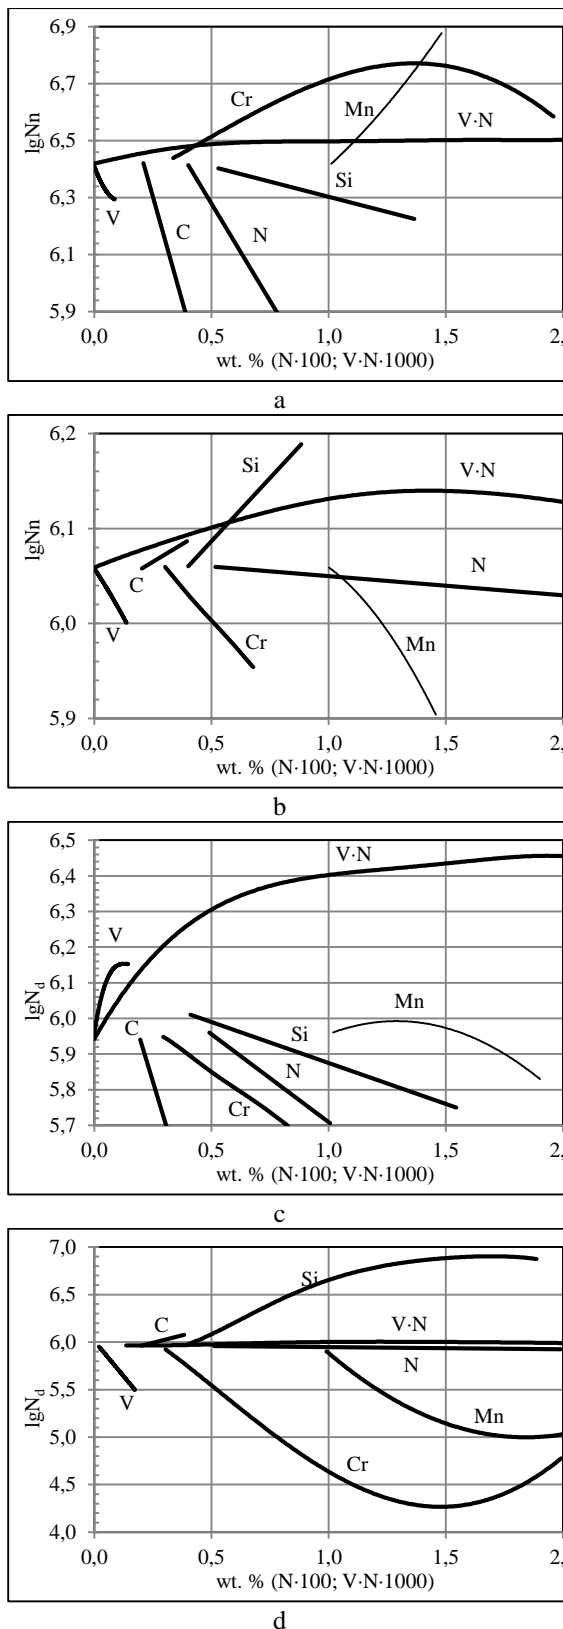 6,9
6,7
6,5
6,3
6,1
5,9
lgNn
Cr
Mn
V·N
Si
V
C
N
0,0 0,5 1,0 1,5 2,
wt. % (N·100; V·N·1000)
a
6,2
6,1
6,0
5,9
lgNn
Si
V·N
C
N
V
Cr
Mn
0,0 0,5 1,0 1,5 2,
wt. % (N·100; V·N·1000)
b
6,5
6,4
6,3
6,2
6,1
6,0
5,9
5,8
5,7
lgNd
V·N
V
Mn
C
Si
N
Cr
0,0 0,5 1,0 1,5 2,
wt. % (N·100; V·N·1000)
c
7,0
6,5
6,0
5,5
5,0
4,5
4,0
lgNd
Si
C
V·N
N
V
Mn
Cr
0,0 0,5 1,0 1,5 2,
wt. % (N·100; V·N·1000)
d